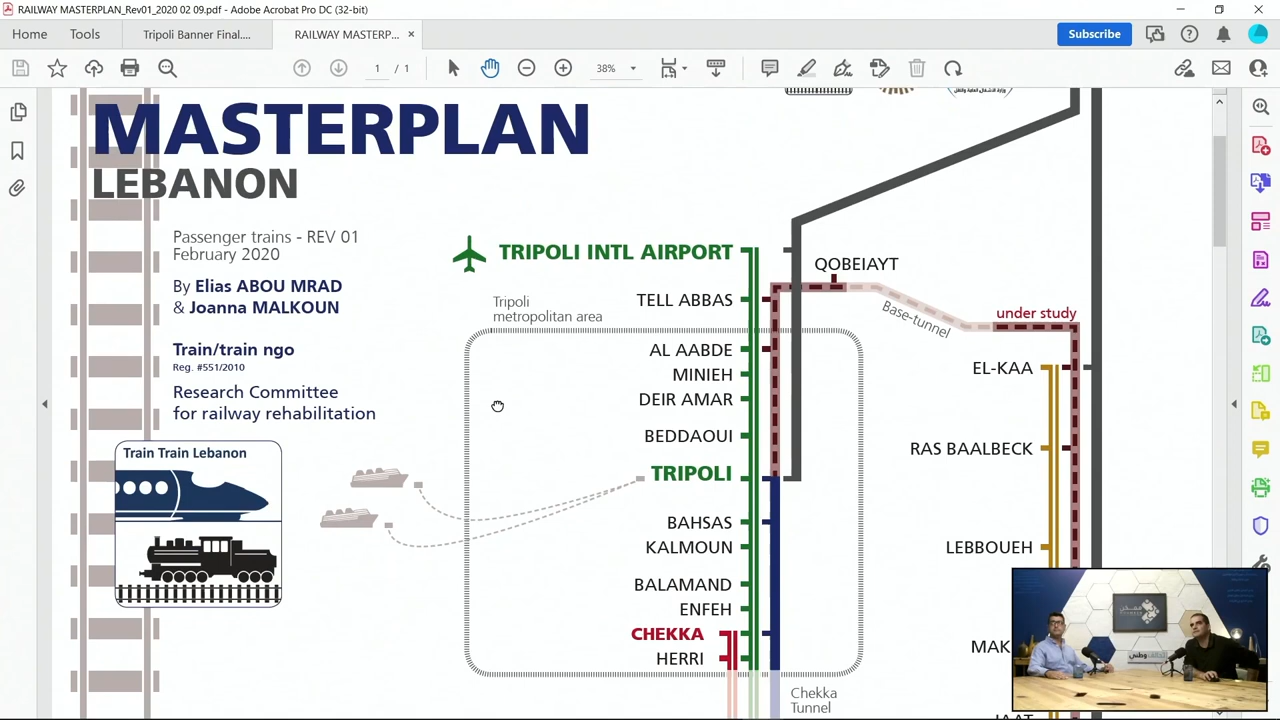 RAILWAY MASTERPLAN_Rev01_2020 02 09.pdf - Adobe Acrobat Pro DC (32-bit)
Home
Tools
Tripoli Banner Final....
RAILWAY MASTERP...
Subscribe
/ 1
38%
MASTERPLAN
LEBANON
Passenger trains - REV 01
February 2020
By Elias ABOU MRAD
& Joanna MALKOUN
Train/train ngo
Reg. #551/2010
Research Committee
for railway rehabilitation
Train Train Lebanon
TRIPOLI INTL AIRPORT
QOBEIAYT
TELL ABBAS
Tripoli
metropolitan area
Base-tunnel
under study
AL AABDE
MINIEH
DEIR AMAR
BEDDAOUI
TRIPOLI
BAHSAS
KALMOUN
BALAMAND
ENFEH
CHEKKA
HERRI
Chekka
Tunnel
EL-KAA
RAS BAALBECK
LEBBOUEH
MAK